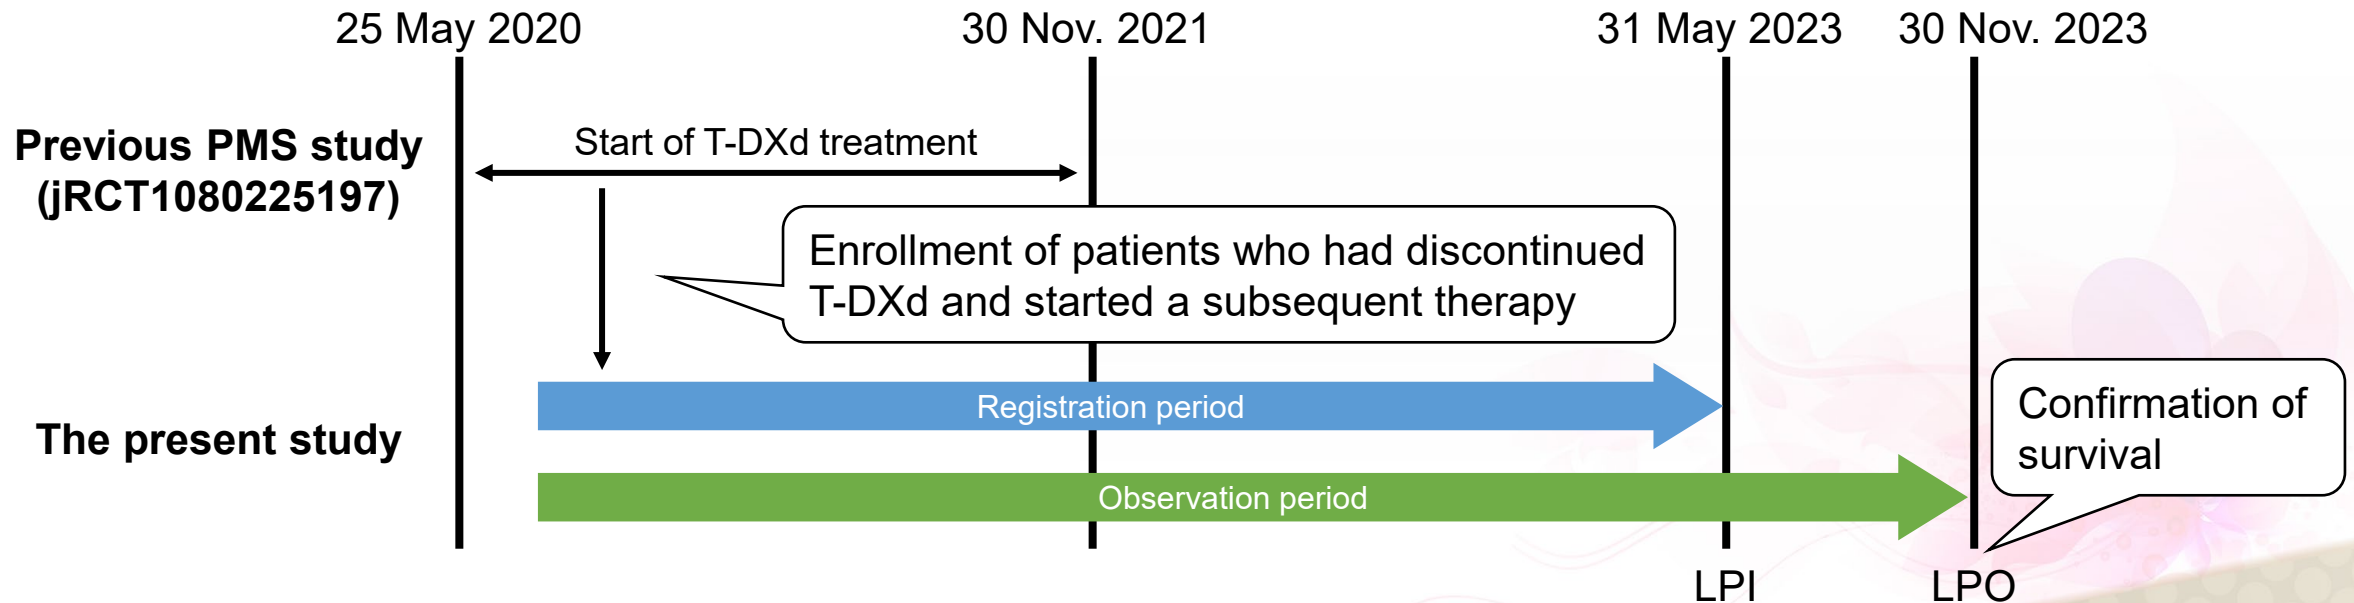 25 May 2020
30 Nov. 2021
31 May 2023
30 Nov. 2023
Previous PMS study
(jRCT1080225197)
Start of T-DXd treatment
Enrollment of patients who had discontinued
T-DXd and started a subsequent therapy
Registration period
The present study
Confirmation of
survival
Observation period
LPI
LPO